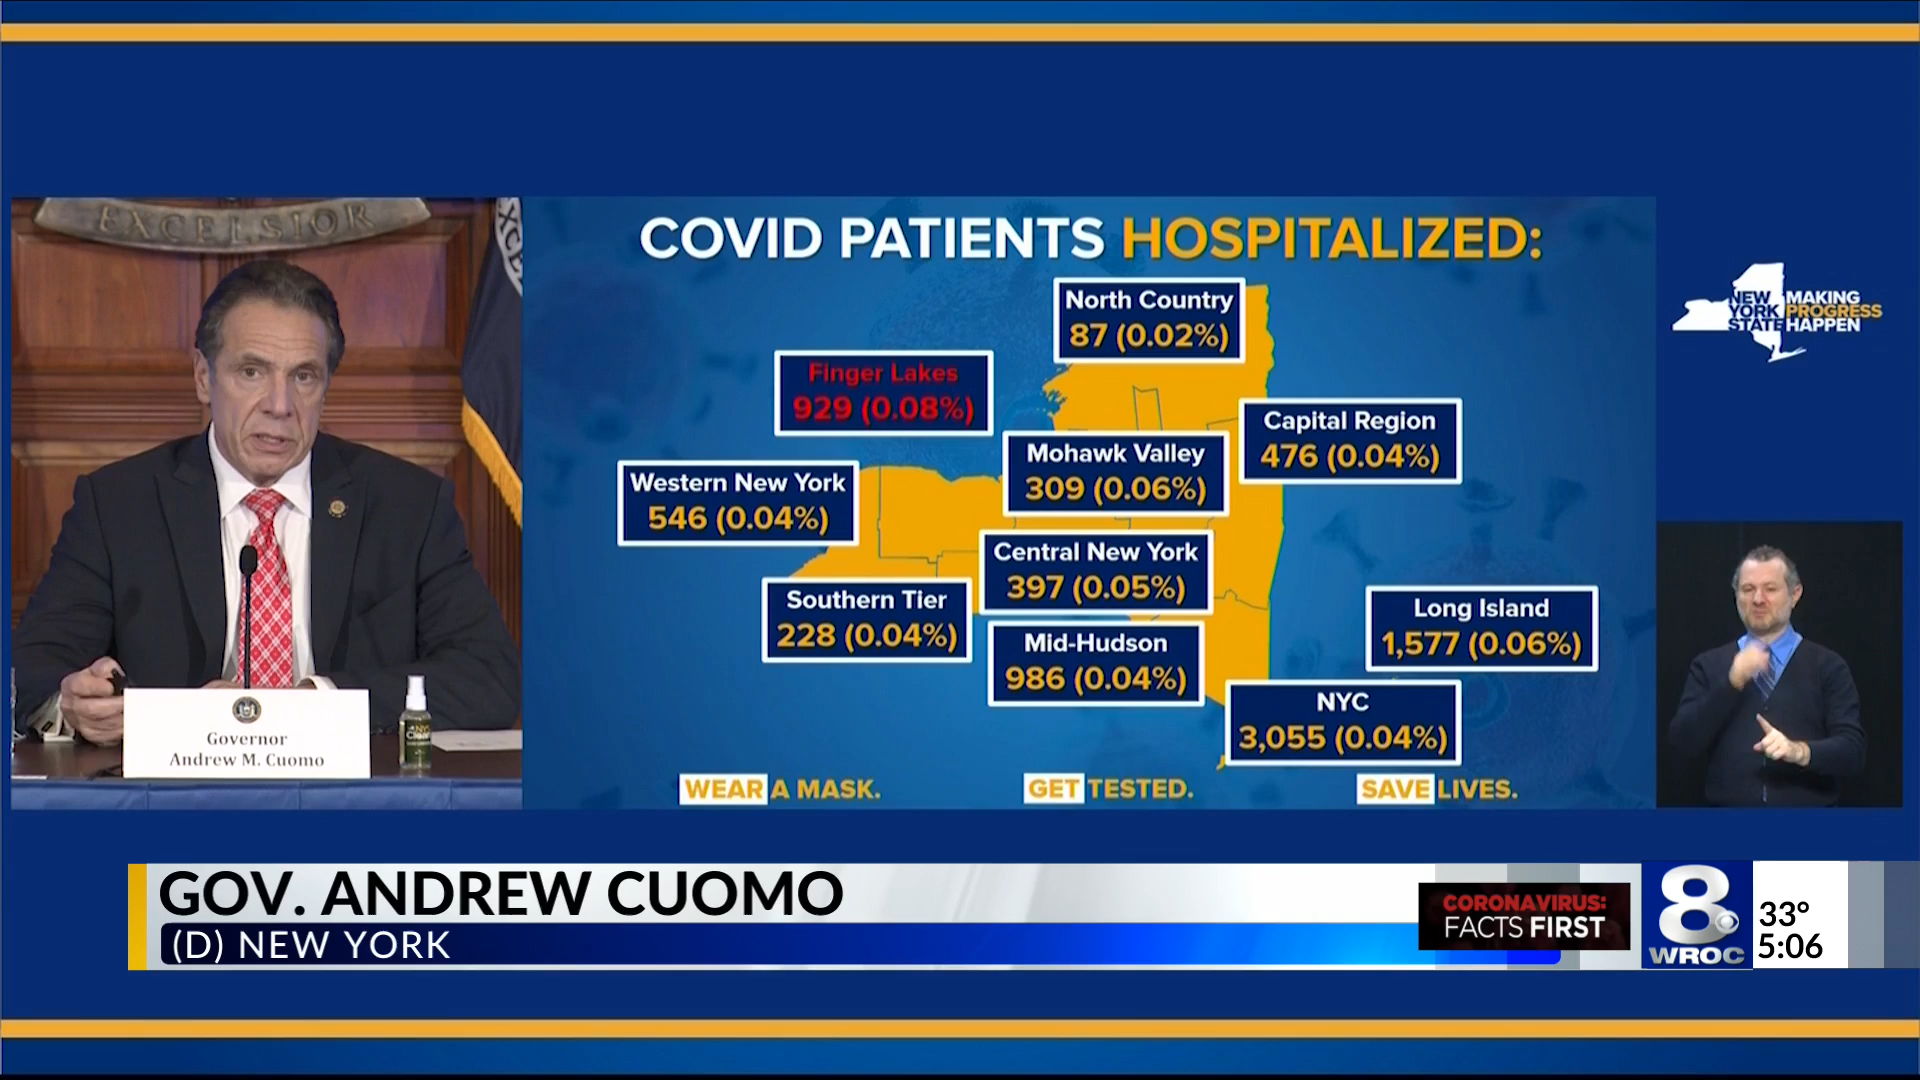 EXCELSIOR
COVID PATIENTS HOSPITALIZED:
North Country
87 (0.02%)
Finger Lakes
929 (0.08%)
Capital Region
476 (0.04%)
Mohawk Valley
309 (0.06%)
Western New York
546 (0.04%)
Central New York
397 (0.05%)
Southern Tier
228 (0.04%)
Long Island
1,577 (0.06%)
Mid-Hudson
986 (0.04%)
NYC
3,055 (0.04%)
WEAR A MASK.
GET TESTED.
SAVE LIVES.
NEW YORK STATE
MAKING
PROGRESS
HAPPEN
Governor
Andrew M. Cuomo
GOV. ANDREW CUOMO
(D) NEW YORK
CORONAVIRUS:
FACTS FIRST
8
WROC
33°
5:06